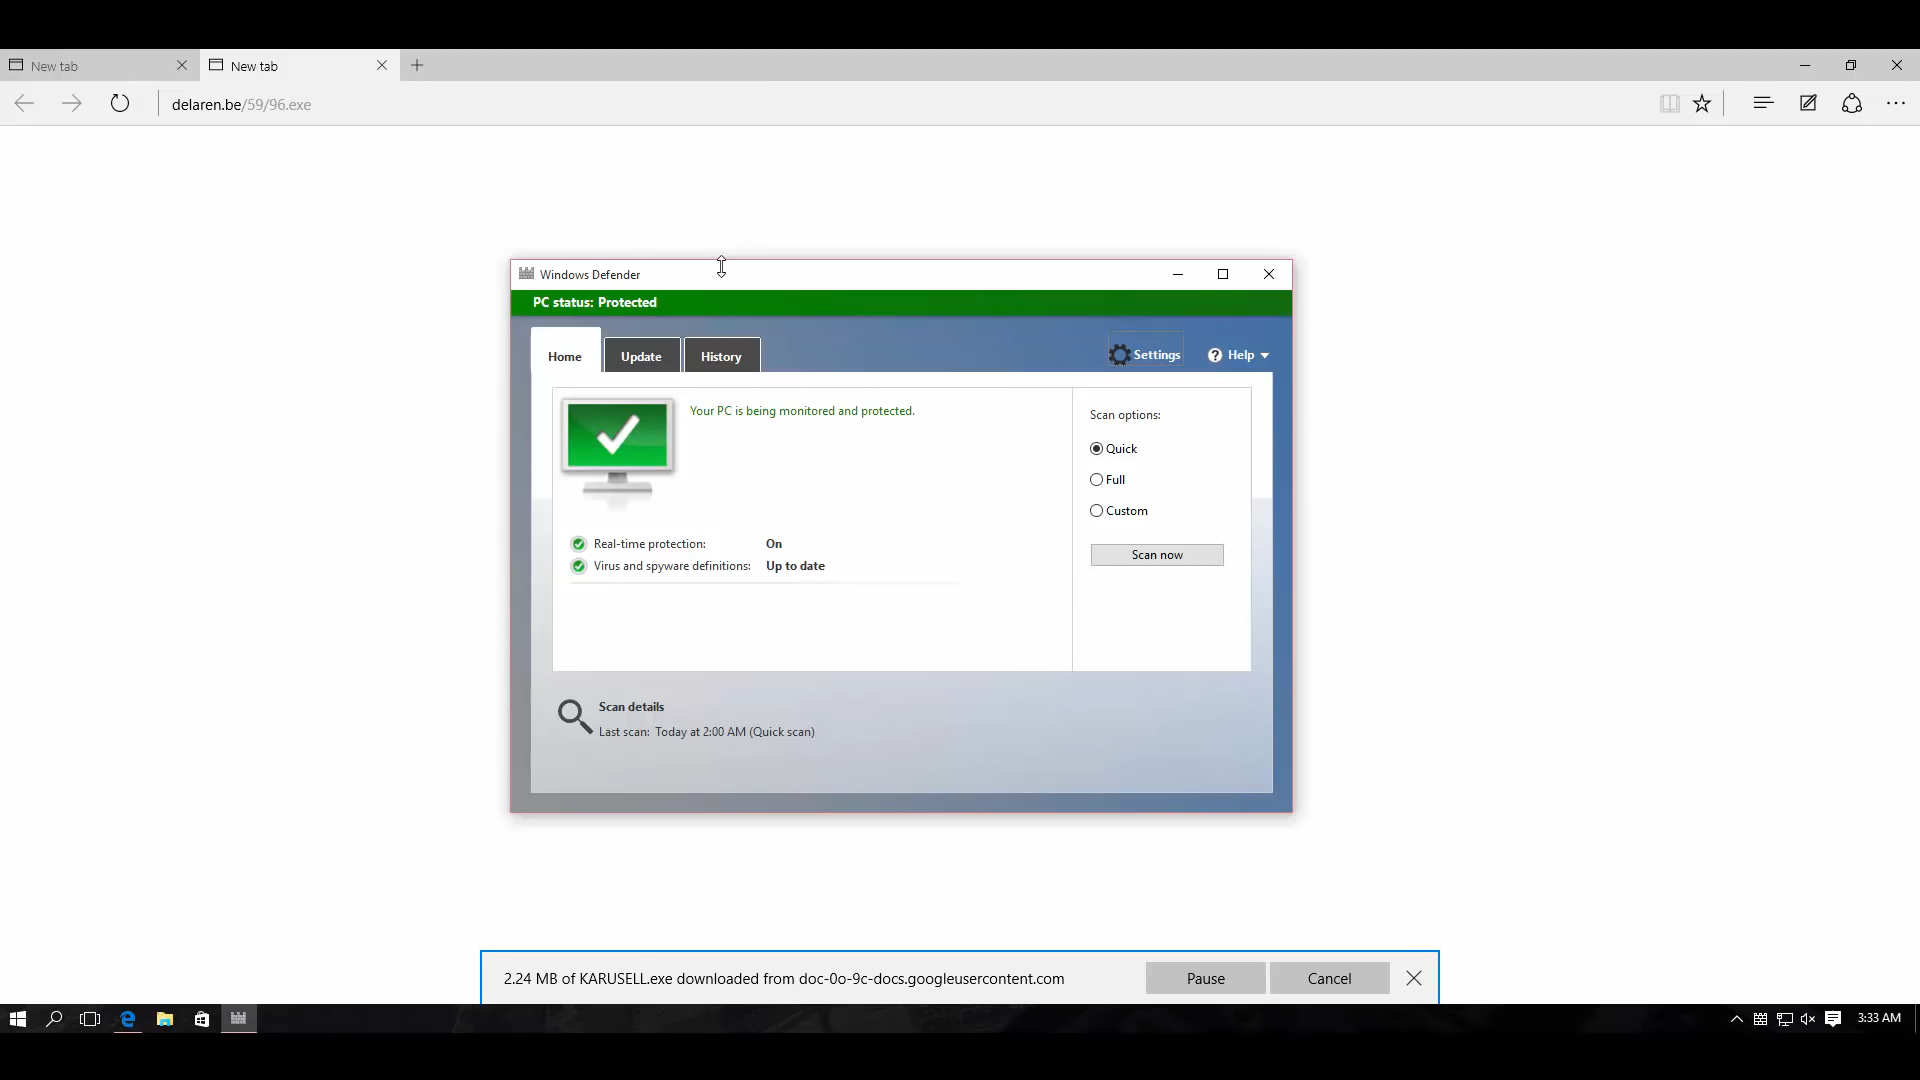 New tab
New tab
delaren.be/59/96.exe
Windows Defender
PC status: Protected
Home
Update
History
Settings
Help
Your PC is being monitored and protected.
Real-time protection: On
Virus and spyware definitions: Up to date
Scan options:
Quick
Full
Custom
Scan now
Scan details
Last scan: Today at 2:00 AM (Quick scan)
2.24 MB of KARUSELL.exe downloaded from doc-0o-9c-docs.googleusercontent.com
Pause
Cancel
3:33 AM